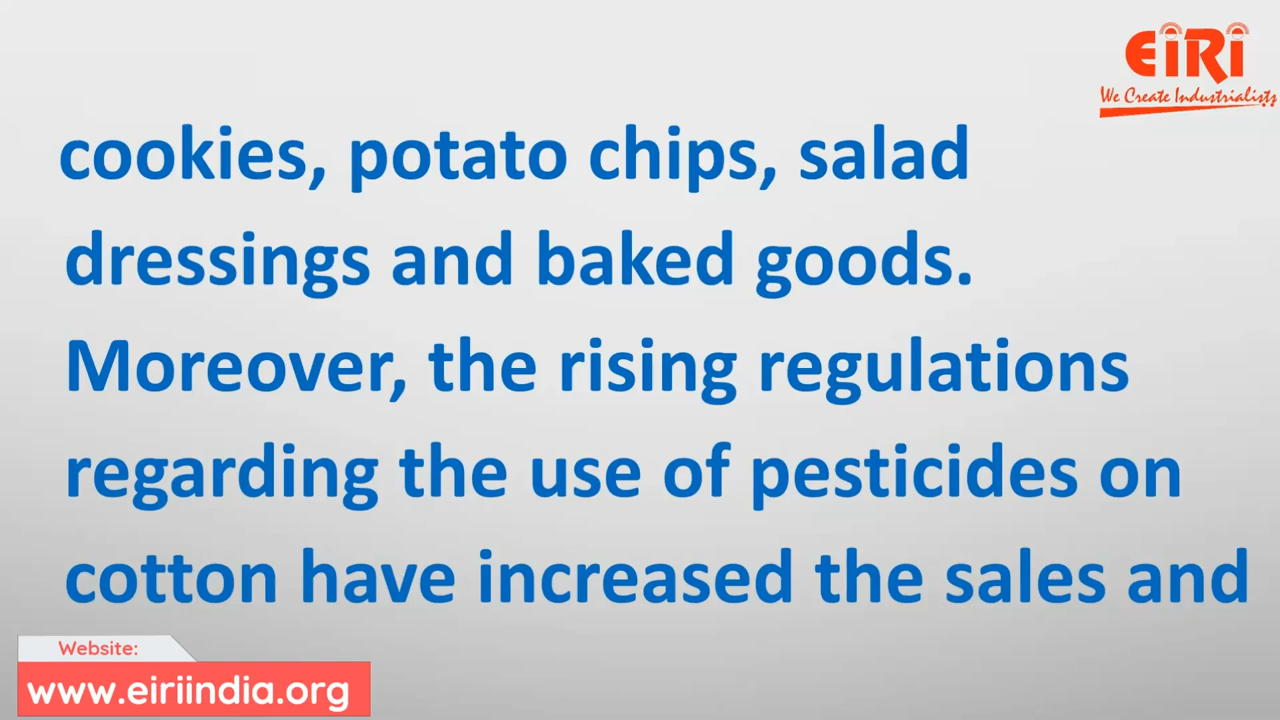 EiRi
We Create Industrialists
cookies, potato chips, salad
dressings and baked goods.
Moreover, the rising regulations
regarding the use of pesticides on
cotton have increased the sales and
Website:
www.eiriindia.org